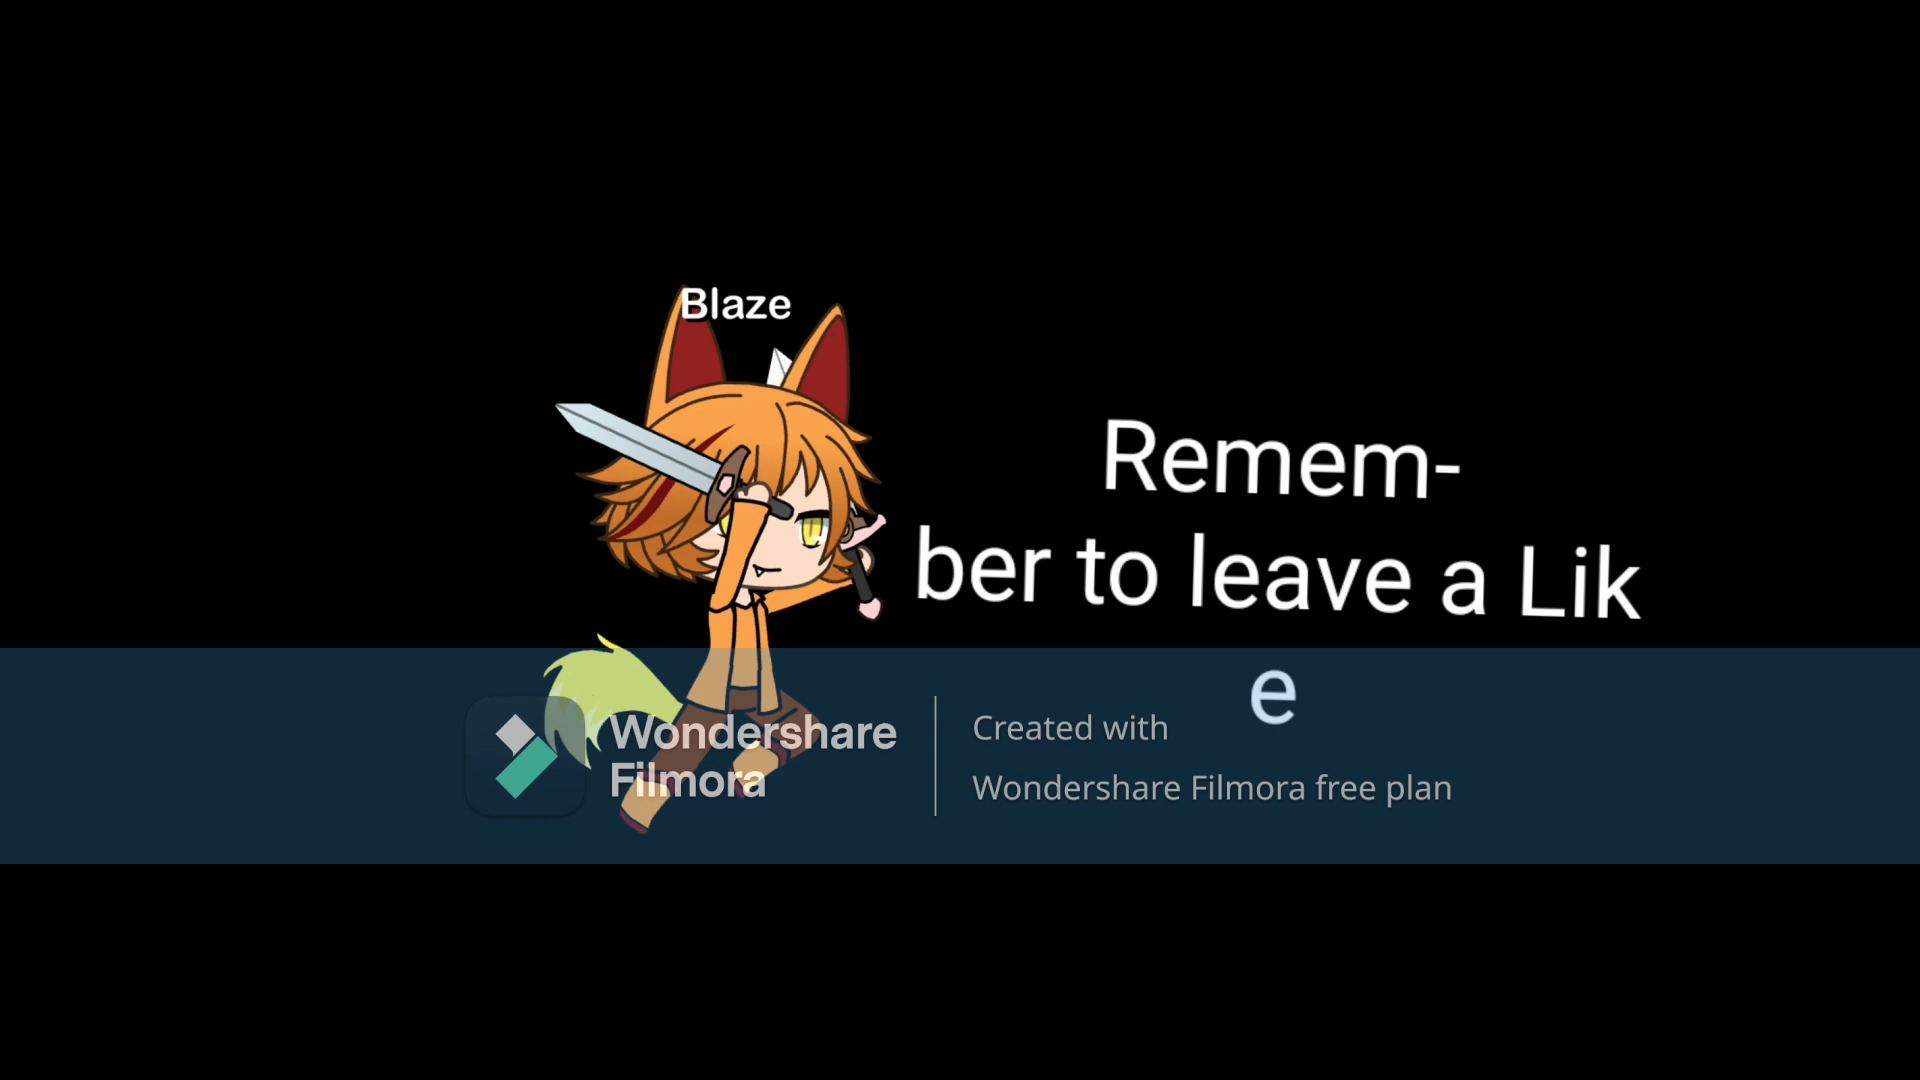 Blaze
Remem-
ber to leave a Lik
e
Wondershare
Filmora
Created with
Wondershare Filmora free plan